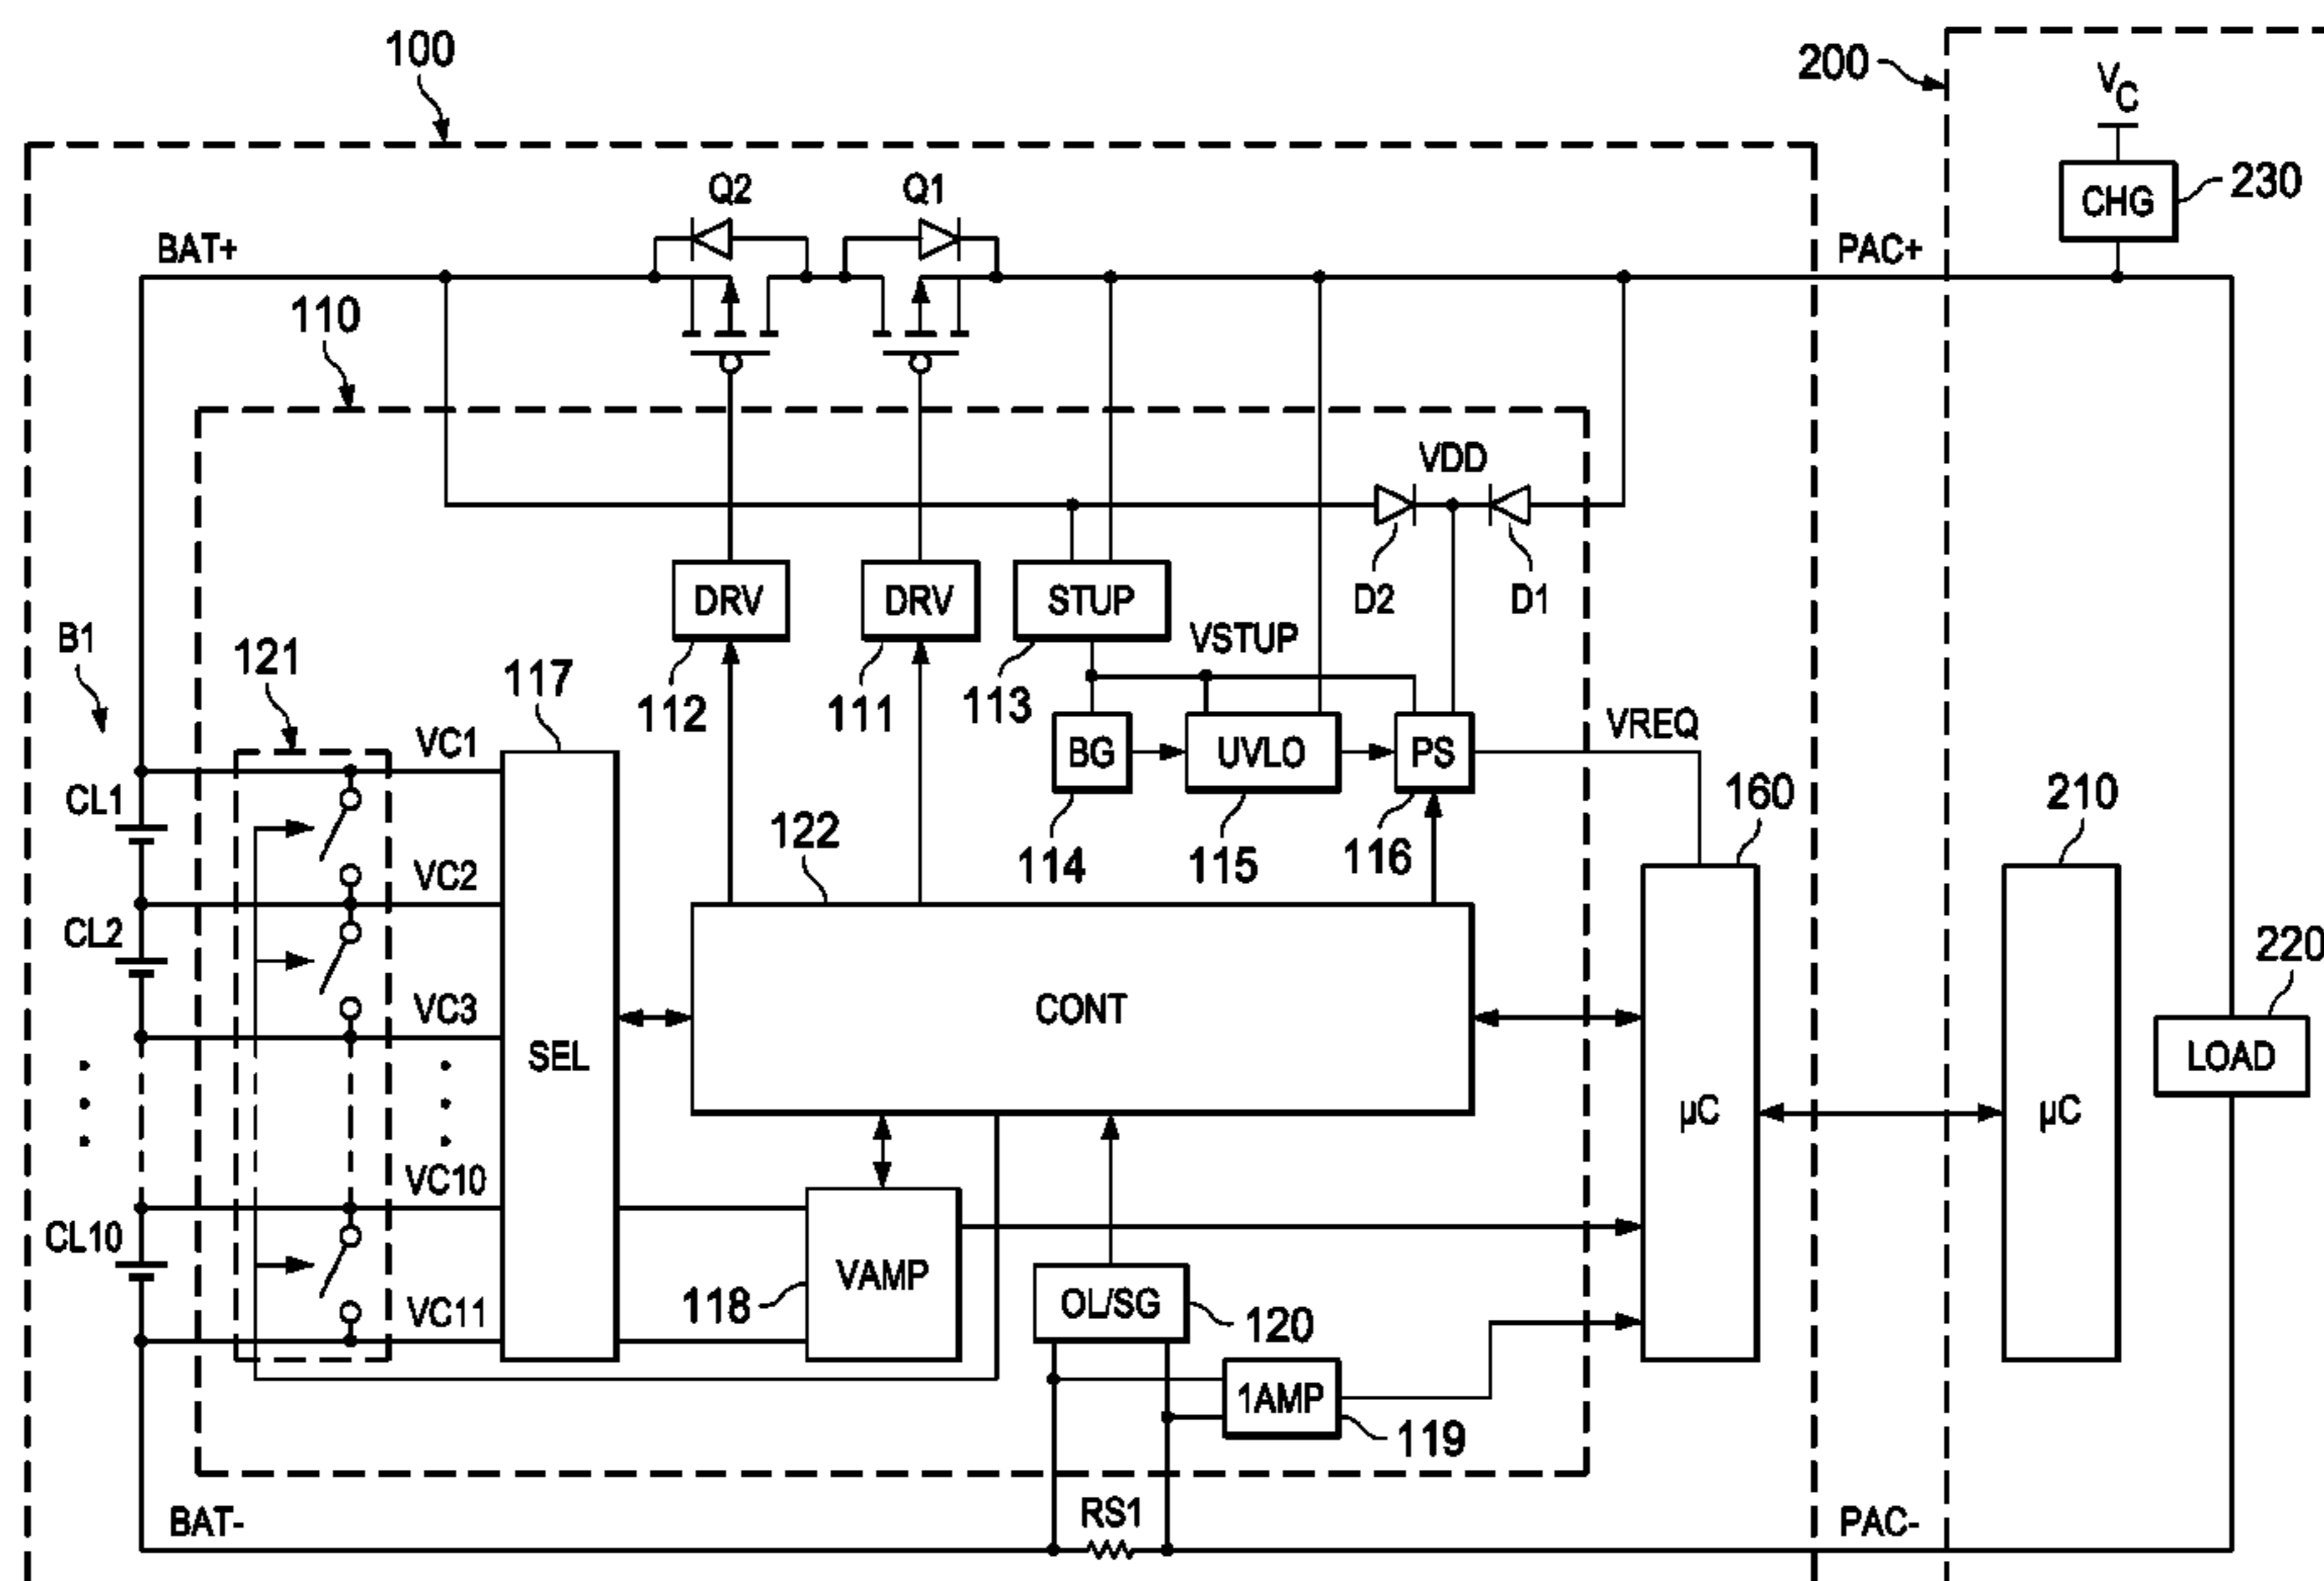 100
200
V
C
Q2
Q1
CHG
230
BAT+
PAC+
110
VDD
DRV
DRV
STUP
D2
D1
B1
121
117
112
111
113
VSTUP
VREQ
BG
UVLO
PS
VC1
CL1
122
114
115
116
160
210
VC2
CL2
220
VC3
CONT
SEL
LOAD
µC
µC
VC10
CL10
VAMP
118
OL/SG
120
VC11
1AMP
119
BAT-
RS1
PAC-